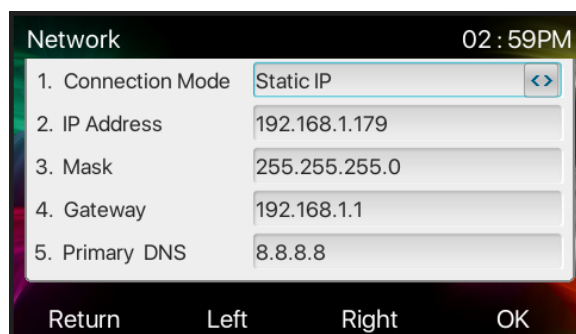 Network 02 : 59PM
1. Connection Mode Static IP <>
2. IP Address 192.168.1.179
3. Mask 255.255.255.0
4. Gateway 192.168.1.1
5. Primary DNS 8.8.8.8
Return Left Right OK